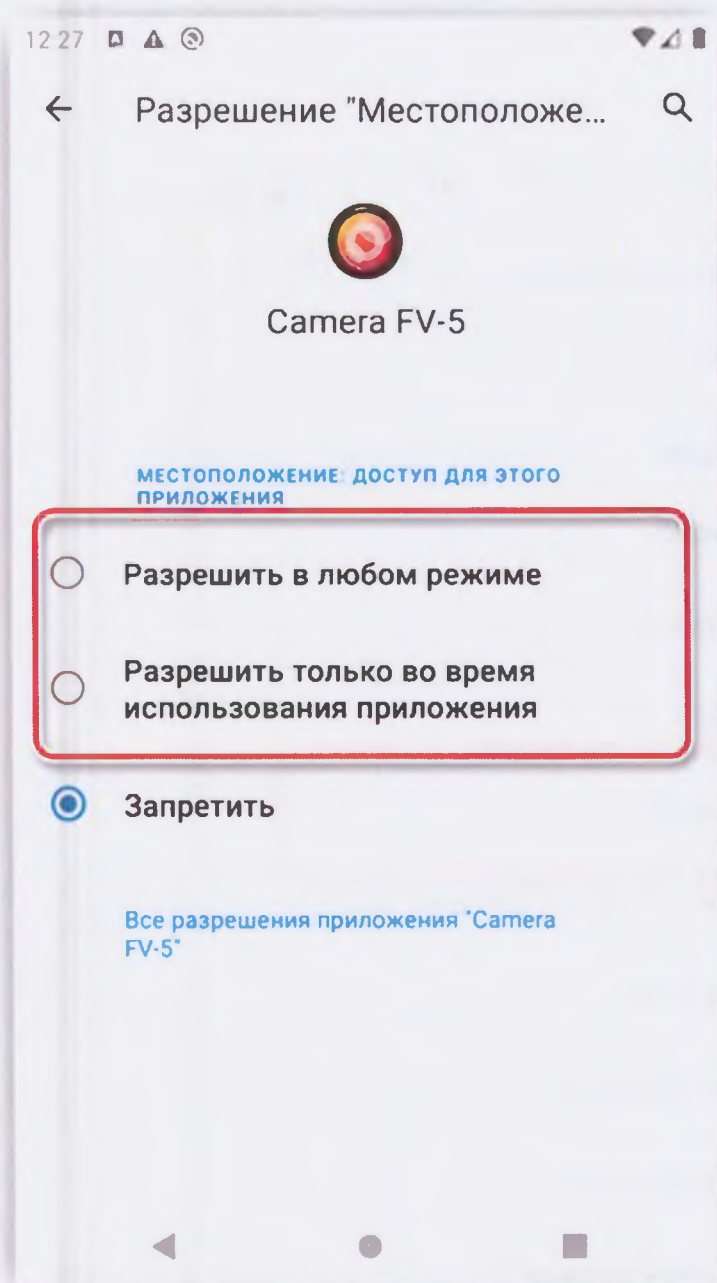 12 27
Разрешение "Местоположе...
Camera FV-5
МЕСТОПОЛОЖЕНИЕ: ДОСТУП ДЛЯ ЭТОГО
ПРИЛОЖЕНИЯ
Разрешить в любом режиме
Разрешить только во время
использования приложения
Запретить
Все разрешения приложения "Camera
FV-5"